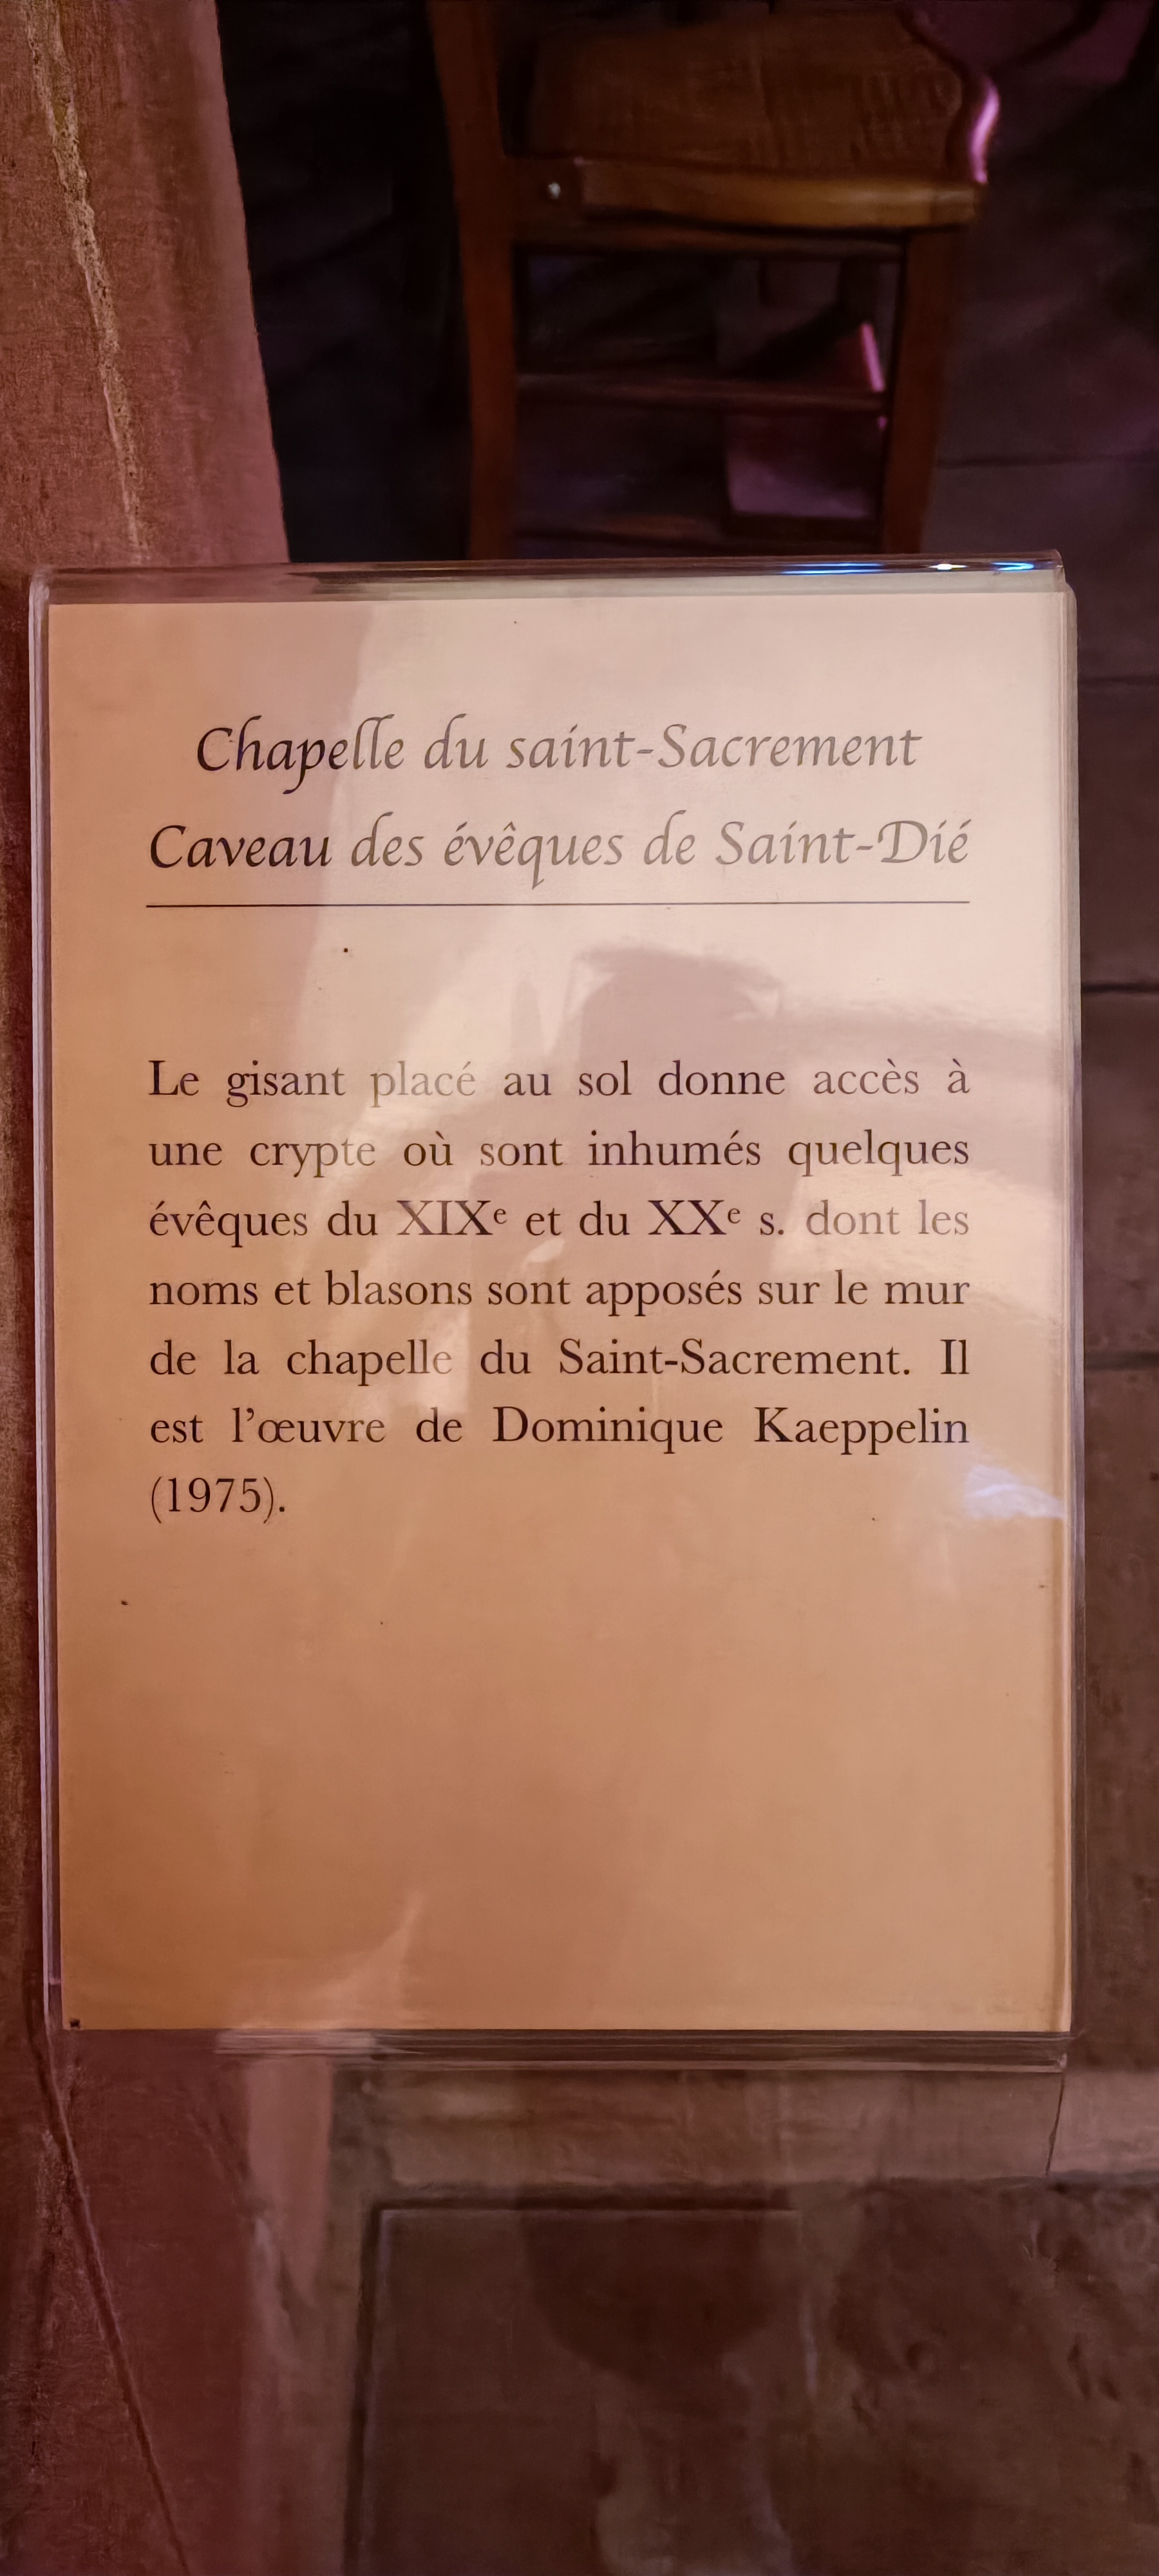 Chapelle du saint-Sacrement
Caveau des évêques de Saint-Dié
Le gisant placé au sol donne accès à
une crypte où sont inhumés quelques
évêques du XIXe et du XXe s. dont les
noms et blasons sont apposés sur le mur
de la chapelle du Saint-Sacrement. Il
est l’œuvre de Dominique Kaeppelin
(1975).